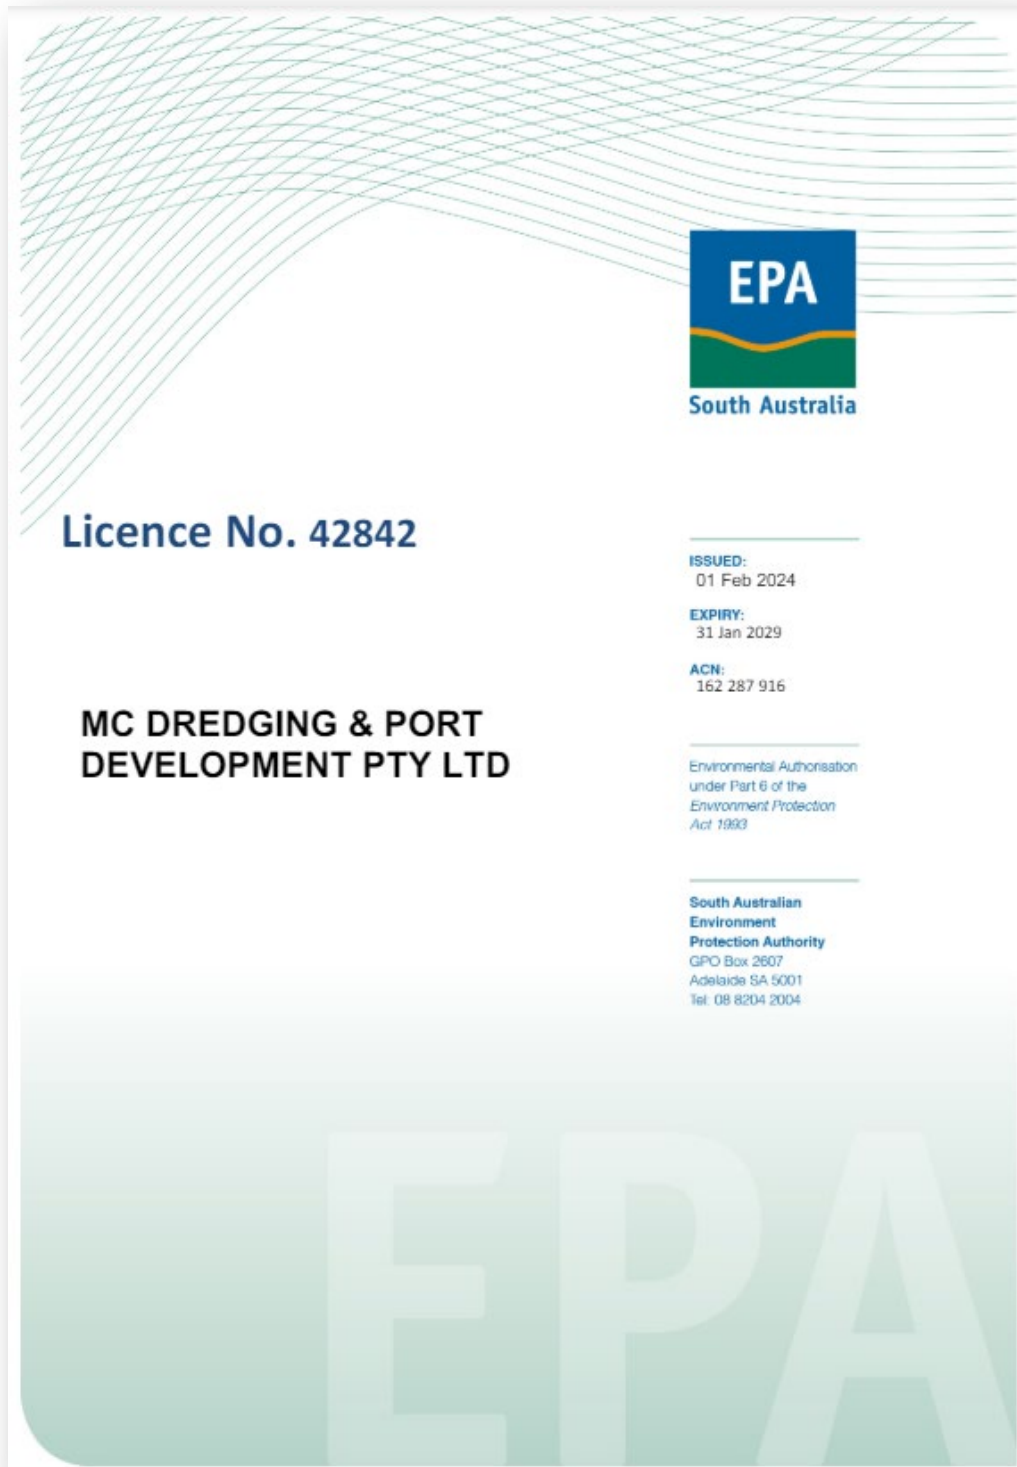 EPA
South Australia
Licence No. 42842
ISSUED:
01 Feb 2024
EXPIRY:
31 Jan 2029
ACN:
162 287 916
MC DREDGING & PORT
DEVELOPMENT PTY LTD
Environmental Authorisation
under Part 6 of the
Environment Protection
Act 1993
South Australian
Environment
Protection Authority
GPO Box 2607
Adelaide SA 5001
Tel: 08 8204 2004
EPA